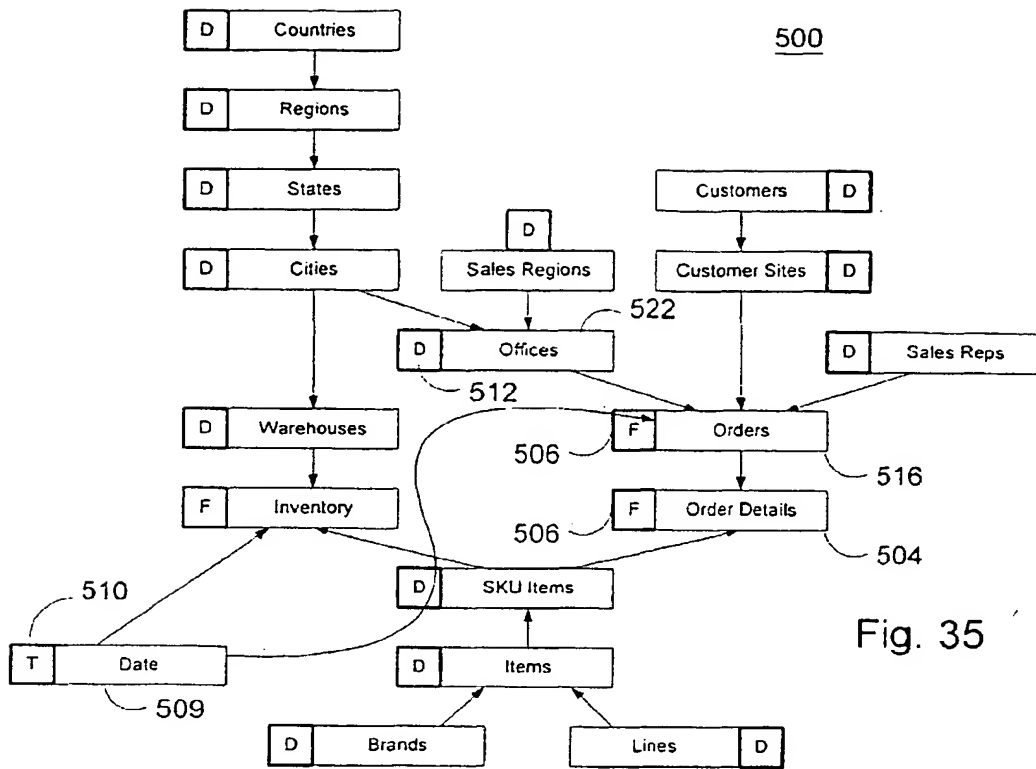 D Countries
500
D Regions
D States
Customers D
D
D Cities
Sales Regions
Customer Sites D
522
D Offices
D Sales Reps
512
D Warehouses
506
F Orders
516
F Inventory
506
F Order Details
504
510
D SKU Items
Fig. 35
T Date
D Items
509
D Brands
Lines D